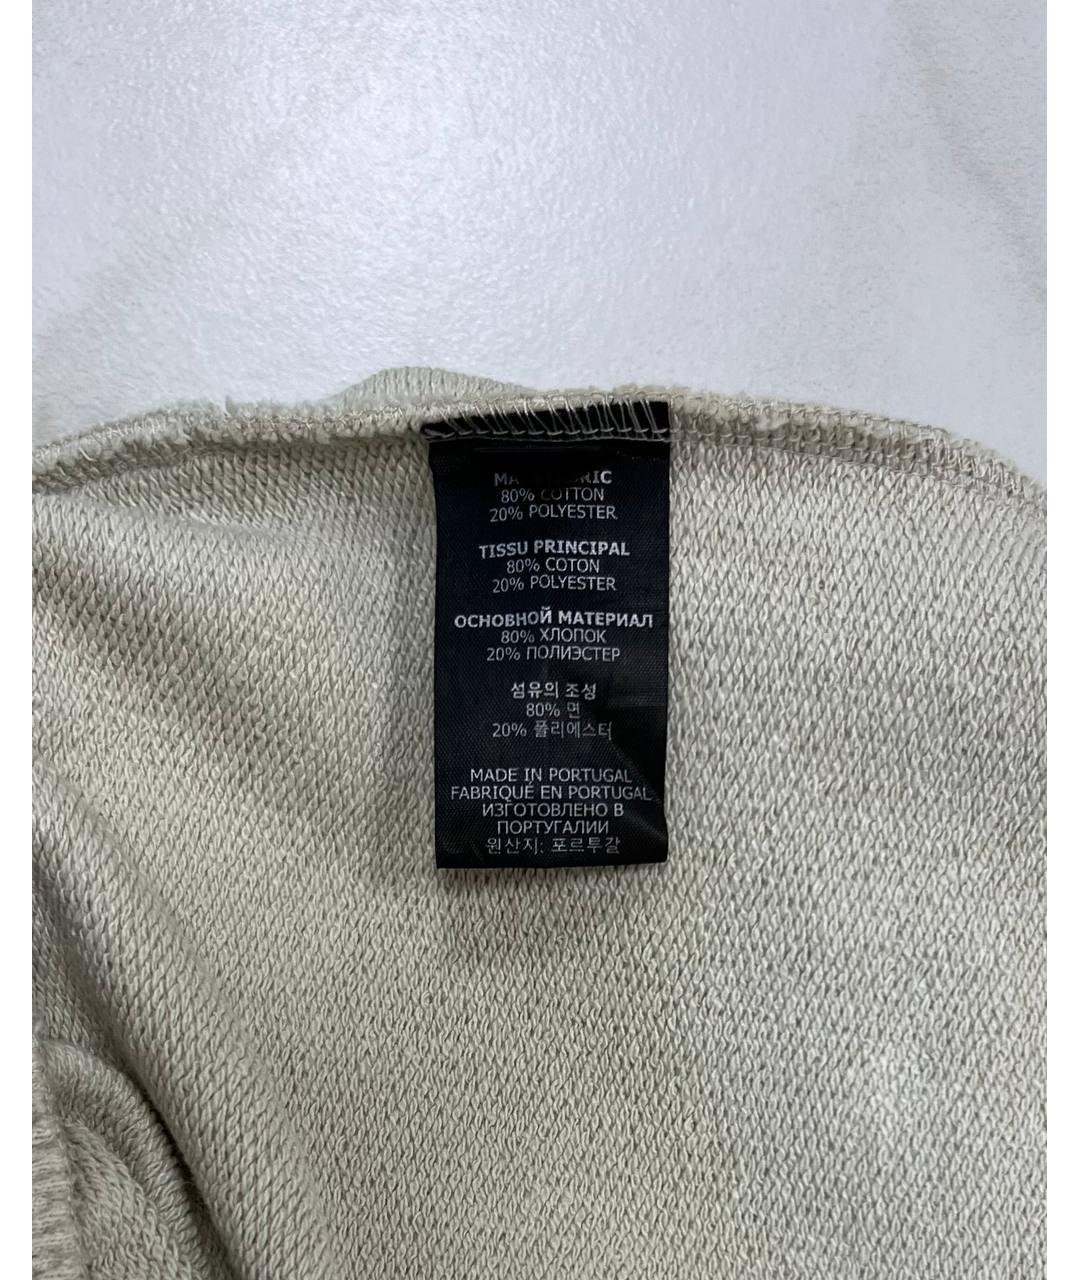 80% COTTON
20% POLYESTER
TISSU PRINCIPAL
80% COTON
20% POLYESTER
ОСНОВНОЙ МАТЕРИАЛ
80% ХЛОПОК
20% ПОЛИЭСТЕР
섬유의 조성
80% 면
20% 폴리에스터
MADE IN PORTUGAL
FABRIQUÉ EN PORTUGAL
ИЗГОТОВЛЕНО В
ПОРТУГАЛИИ
원산지: 포르투갈